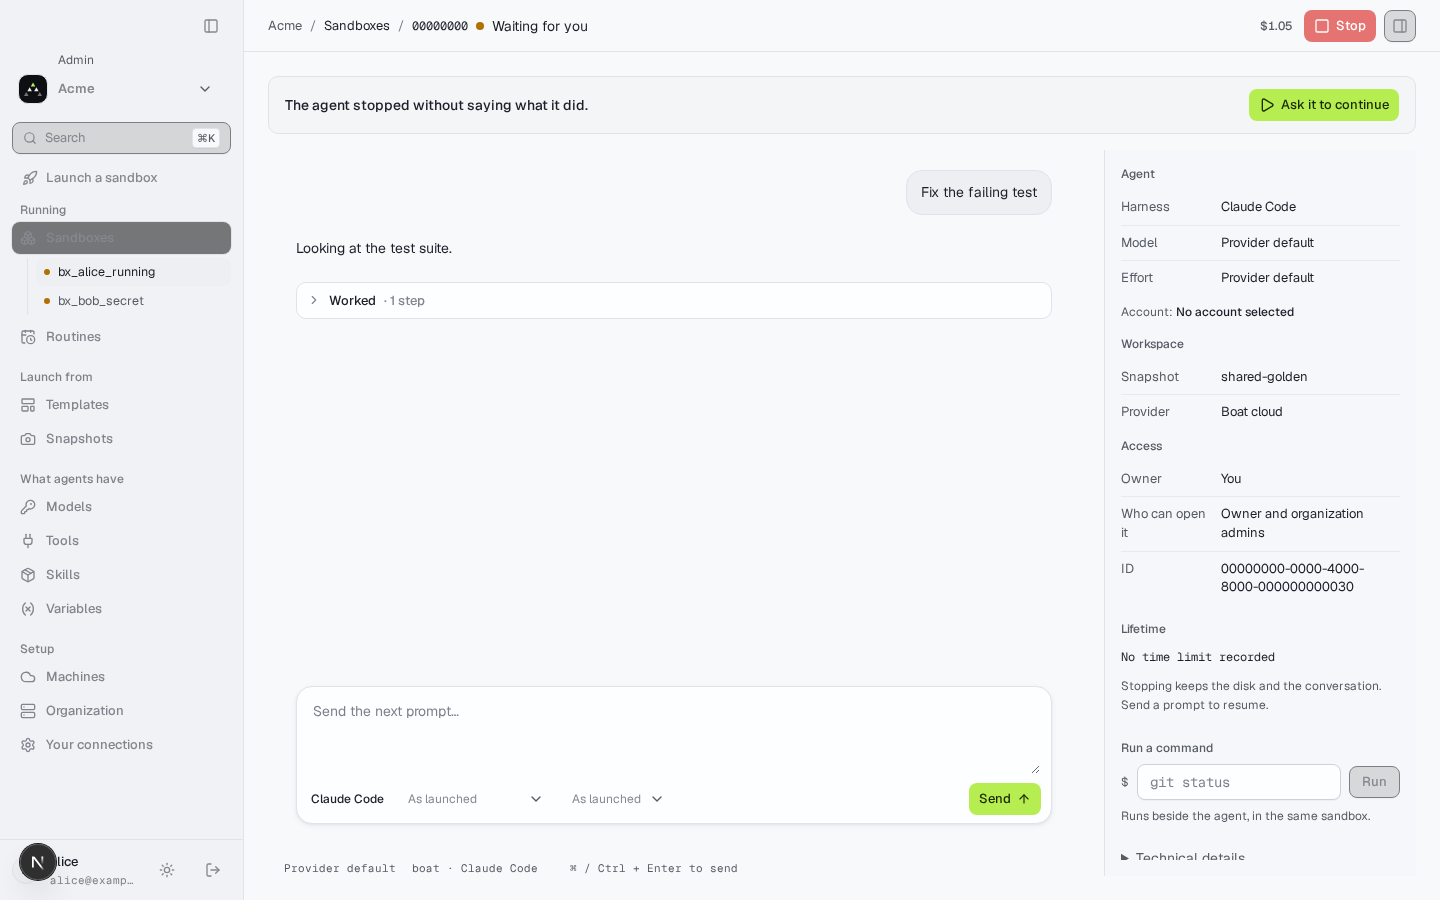 Admin
Acme
Search
⌘K
Launch a sandbox
Running
Sandboxes
bx_alice_running
bx_bob_secret
Routines
Launch from
Templates
Snapshots
What agents have
Models
Tools
Skills
Variables
Setup
Machines
Organization
Your connections
N
lice
alice@examp…
Acme / Sandboxes / 00000000 Waiting for you
$1.05
Stop
The agent stopped without saying what it did.
Ask it to continue
Fix the failing test
Looking at the test suite.
Worked · 1 step
Send the next prompt...
Claude Code
As launched
As launched
Send
Provider default boat · Claude Code ⌘ / Ctrl + Enter to send
Agent
Harness Claude Code
Model Provider default
Effort Provider default
Account: No account selected
Workspace
Snapshot shared-golden
Provider Boat cloud
Access
Owner You
Who can open it Owner and organization admins
ID 00000000-0000-4000-8000-000000000030
Lifetime
No time limit recorded
Stopping keeps the disk and the conversation.
Send a prompt to resume.
Run a command
$ git status Run
Runs beside the agent, in the same sandbox.
Technical details